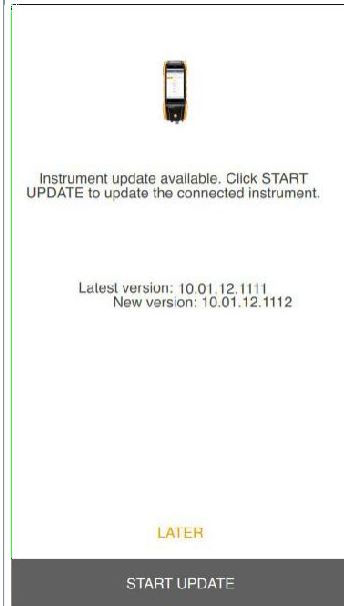 Instrument update available. Click START
UPDATE to update the connected instrument.
Latest version: 10.01.12.1111
New version: 10.01.12.1112
LATER
START UPDATE